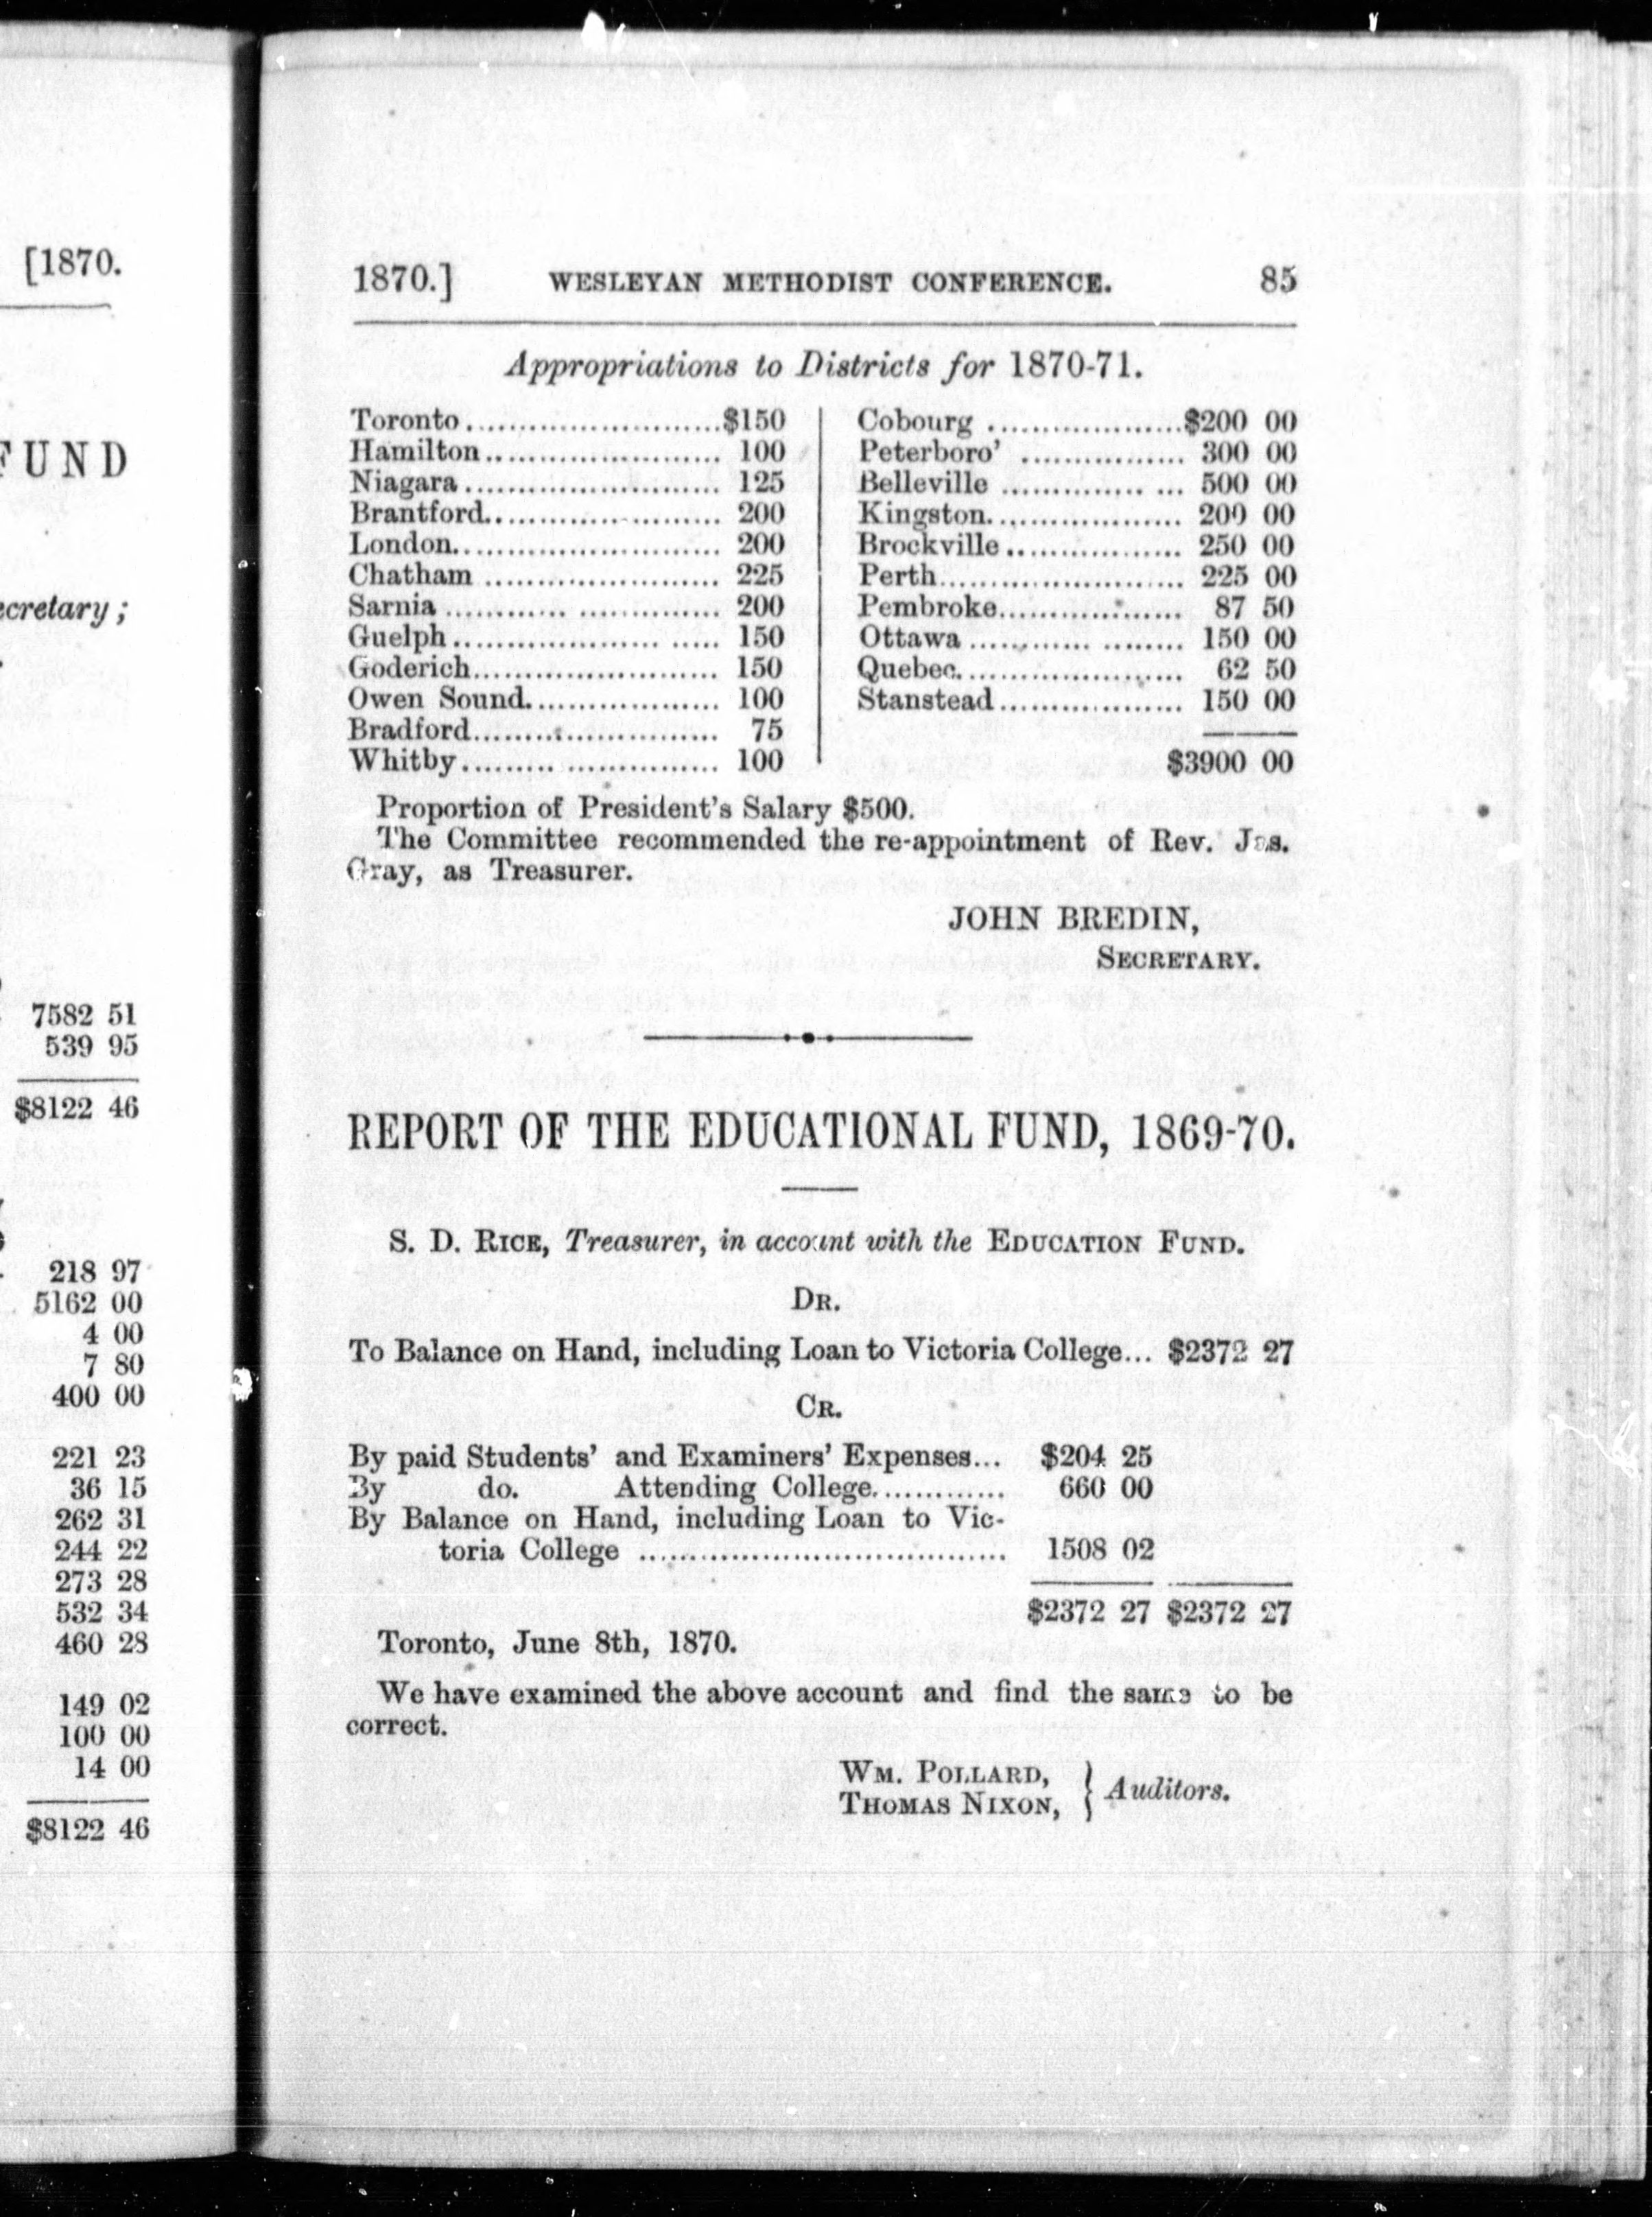 [1870.
FUND
ecretary;
7582 51
539 95
$8122 46
218 97
5162 00
4 00
7 80
400 00
221 23
36 15
262 31
244 22
273 28
532 34
460 28
149 02
100 00
14 00
$8122 46
1870.] WESLEYAN METHODIST CONFERENCE. 85
Appropriations to Districts for 1870-71.
Toronto........................$150
Hamilton...................... 100
Niagara........................ 125
Brantford...................... 200
London......................... 200
Chatham ...................... 225
Sarnia ............ ............. 200
Guelph.................... ..... 150
Goderich....................... 150
Owen Sound.................. 100
Bradford....................... 75
Whitby......... ............... 100
Cobourg ...................$200 00
Peterboro' ................ 300 00
Belleville .............. ... 500 00
Kingston................... 200 00
Brockville................. 250 00
Perth........................ 225 00
Pembroke.................. 87 50
Ottawa ............ ........ 150 00
Quebec...................... 62 50
Stanstead.................. 150 00
$3900 00
Proportion of President's Salary $500.
The Committee recommended the re-appointment of Rev. Jas.
Gray, as Treasurer.
JOHN BREDIN,
SECRETARY.
REPORT OF THE EDUCATIONAL FUND, 1869-70.
S. D. RICE, Treasurer, in account with the EDUCATION FUND.
DR.
To Balance on Hand, including Loan to Victoria College... $2372 27
CR.
By paid Students' and Examiners' Expenses... $204 25
By do. Attending College............. 660 00
By Balance on Hand, including Loan to Vic-
toria College .................................... 1508 02
$2372 27 $2372 27
Toronto, June 8th, 1870.
We have examined the above account and find the same to be
correct.
WM. POLLARD,
THOMAS NIXON, } Auditors.